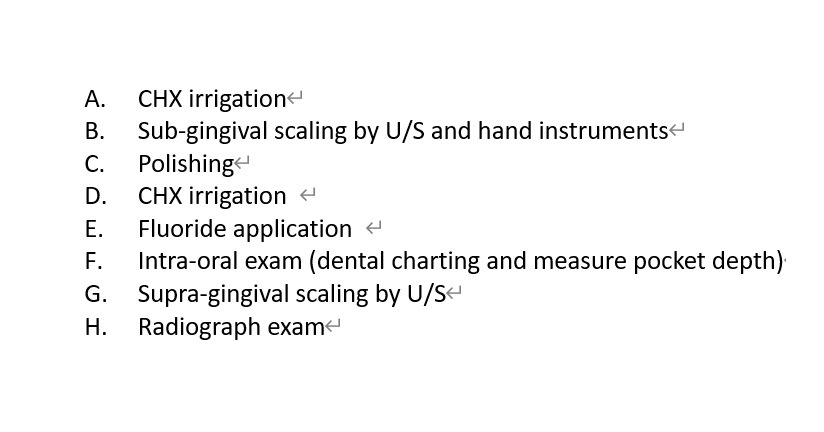 A. CHX irrigation↵
B. Sub-gingival scaling by U/S and hand instruments↵
C. Polishing↵
D. CHX irrigation ↵
E. Fluoride application ↵
F. Intra-oral exam (dental charting and measure pocket depth)
G. Supra-gingival scaling by U/S↵
H. Radiograph exam↵